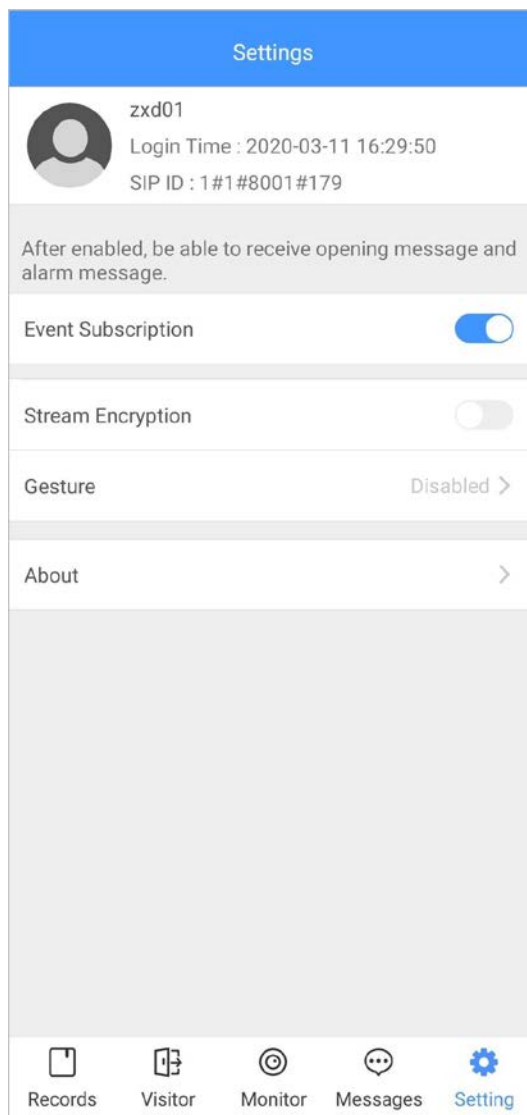 Settings
zxd01
Login Time : 2020-03-11 16:29:50
SIP ID : 1#1#8001#179
After enabled, be able to receive opening message and
alarm message.
Event Subscription
Stream Encryption
Gesture Disabled
About
Records Visitor Monitor Messages Setting